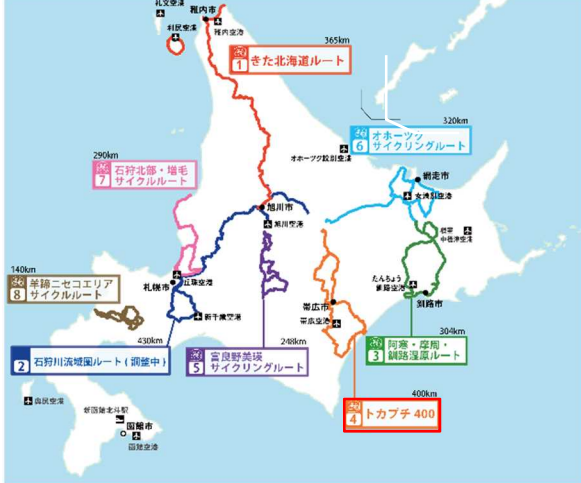 礼文空港
稚内市
稚内空港
利尻空港
365km
1 きた北海道ルート
320km
6 オホーツク
サイクリングルート
オホーツク紋別空港
290km
7 石狩北部・増毛
サイクルルート
網走市
女満別空港
旭川市
旭川空港
根室
中標津空港
140km
8 羊蹄ニセコエリア
サイクルルート
札幌市
丘珠空港
たんちょう
釧路空港
釧路市
帯広市
帯広空港
新千歳空港
430km
2 石狩川流域圏ルート(調整中)
248km
5 富良野美瑛
サイクリングルート
304km
3 阿寒・摩周・
釧路湿原ルート
400km
4 トカプチ 400
奥尻空港
新函館北斗駅
函館市
函館空港